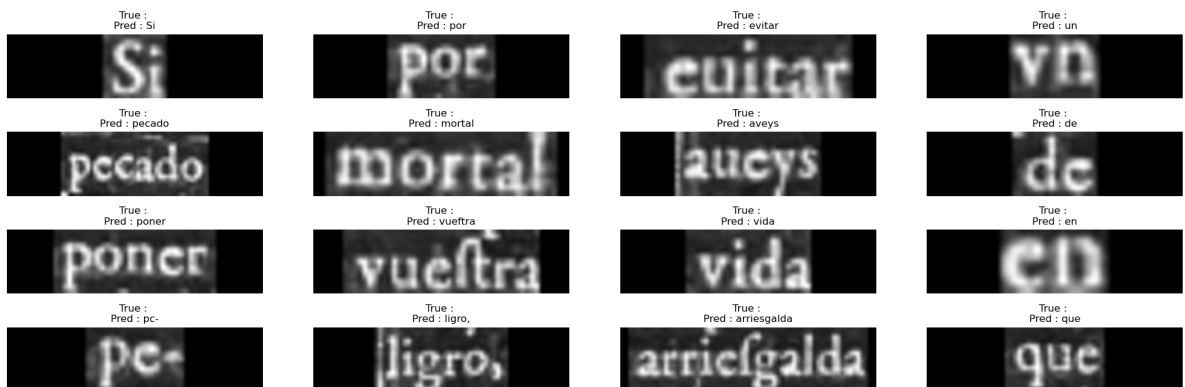 True :
Pred : Si
True :
Pred : por
True :
Pred : evitar
True :
Pred : un
Si
por
euitar
vn
True :
Pred : pecado
True :
Pred : mortal
True :
Pred : aveys
True :
Pred : de
pecado
mortal
aueys
de
True :
Pred : poner
True :
Pred : vueftra
True :
Pred : vida
True :
Pred : en
poner
vueſtra
vida
en
True :
Pred : pc-
True :
Pred : ligro,
True :
Pred : arriesgalda
True :
Pred : que
pe-
ligro,
arrieſgalda
que